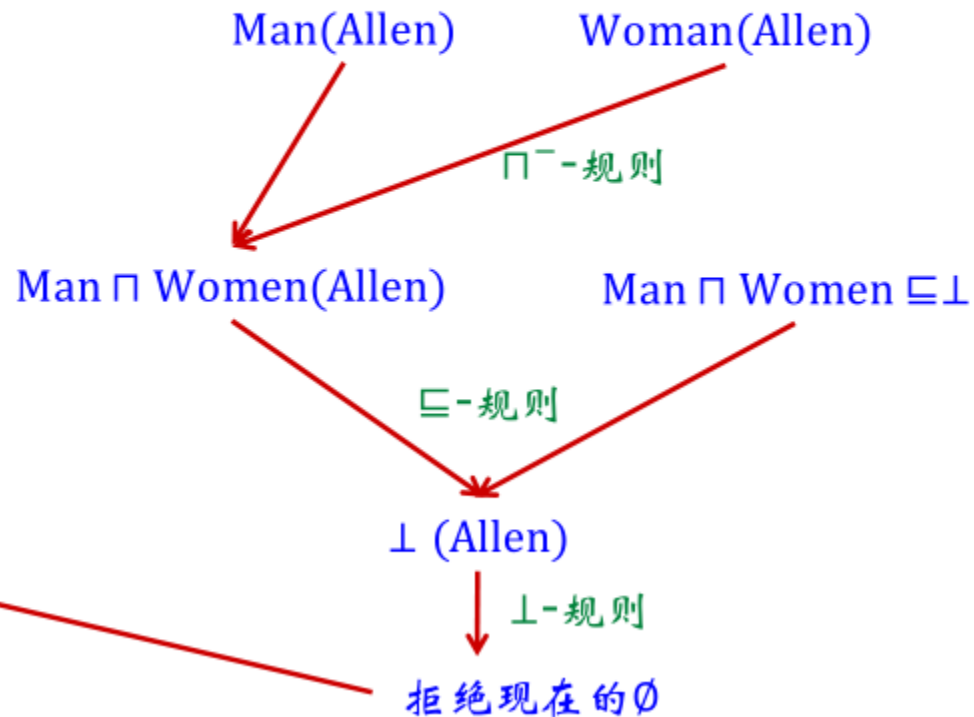 Man(Allen) Woman(Allen)
⊓⁻-规则
Man ⊓ Women(Allen) Man ⊓ Women ⊑⊥
⊑-规则
⊥ (Allen)
⊥-规则
拒绝现在的∅